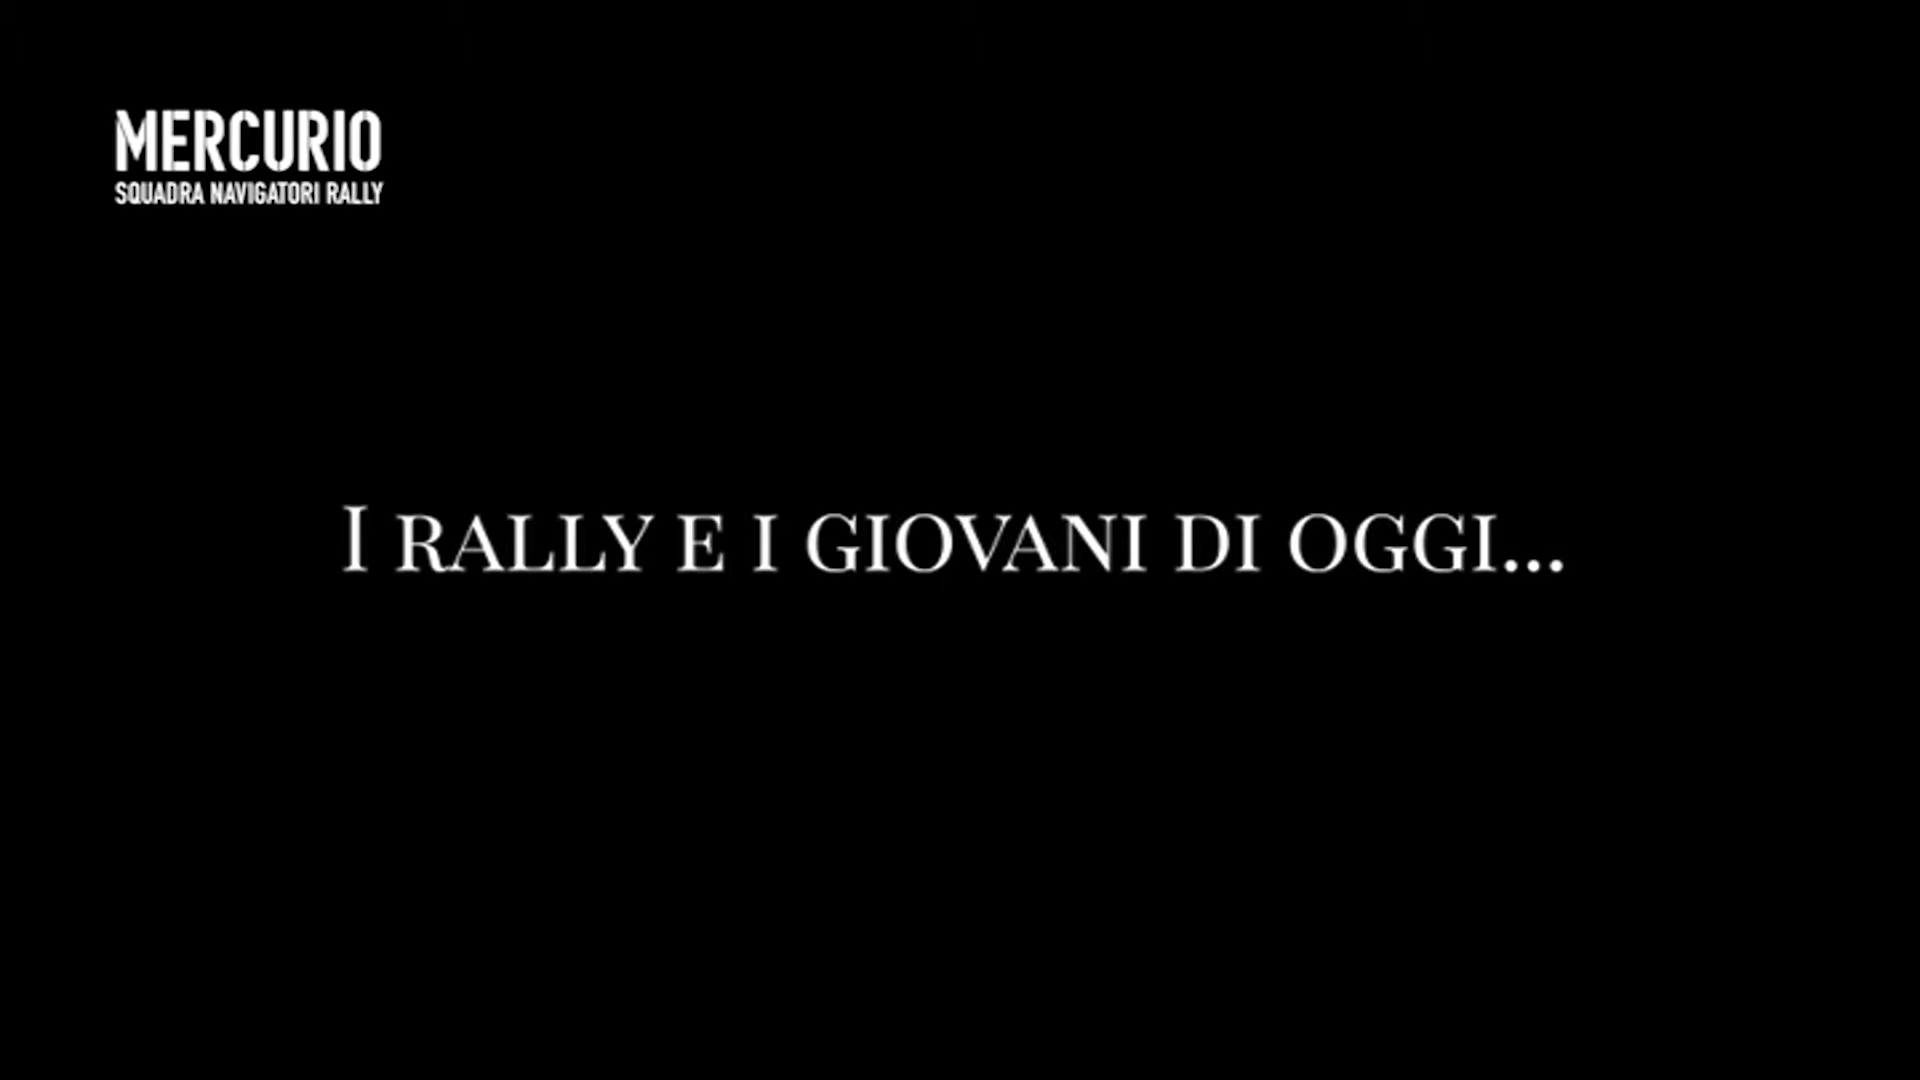 MERCURIO
SQUADRA NAVIGATORI RALLY
I RALLY E I GIOVANI DI OGGI...